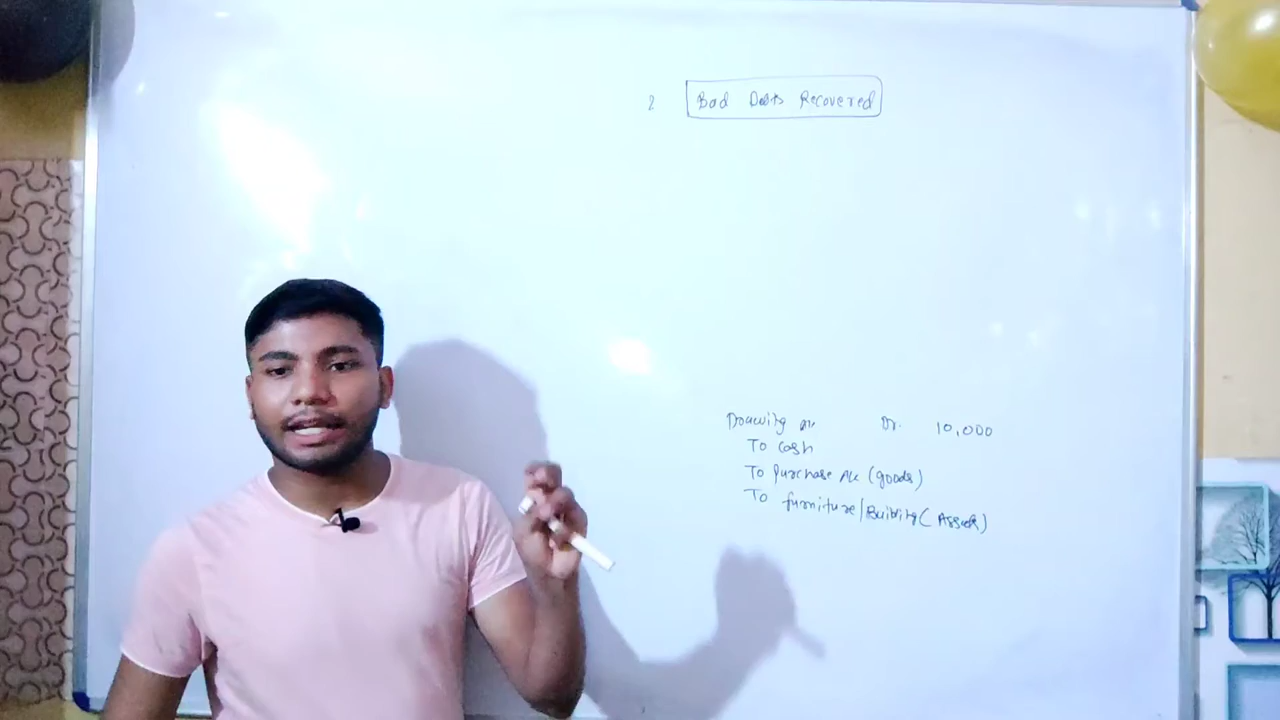 2 Bad Debts Recovered
Drawing a/c Dr. 10,000
To Cash
To Purchase A/c (goods)
To furniture/Building (Assets)